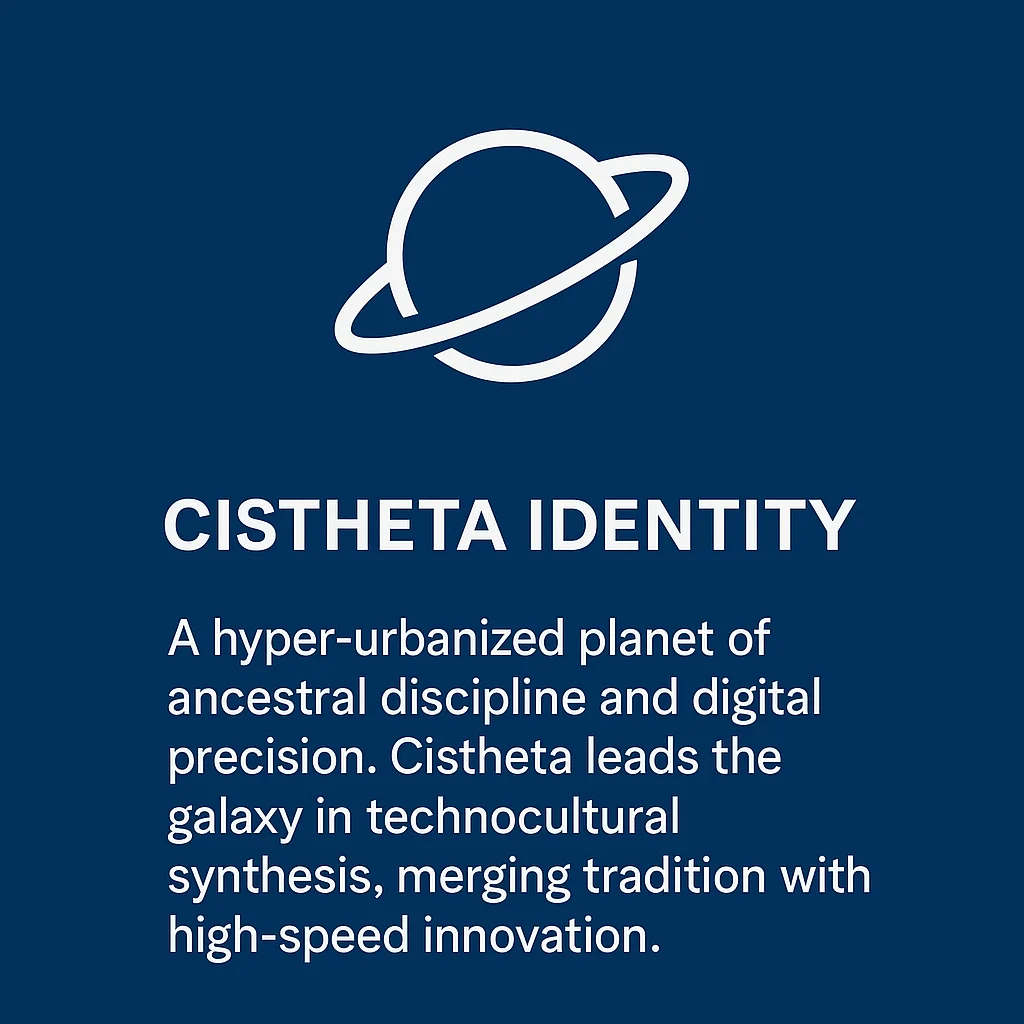 CISTHETA IDENTITY
A hyper-urbanized planet of
ancestral discipline and digital
precision. Cistheta leads the
galaxy in technocultural
synthesis, merging tradition with
high-speed innovation.